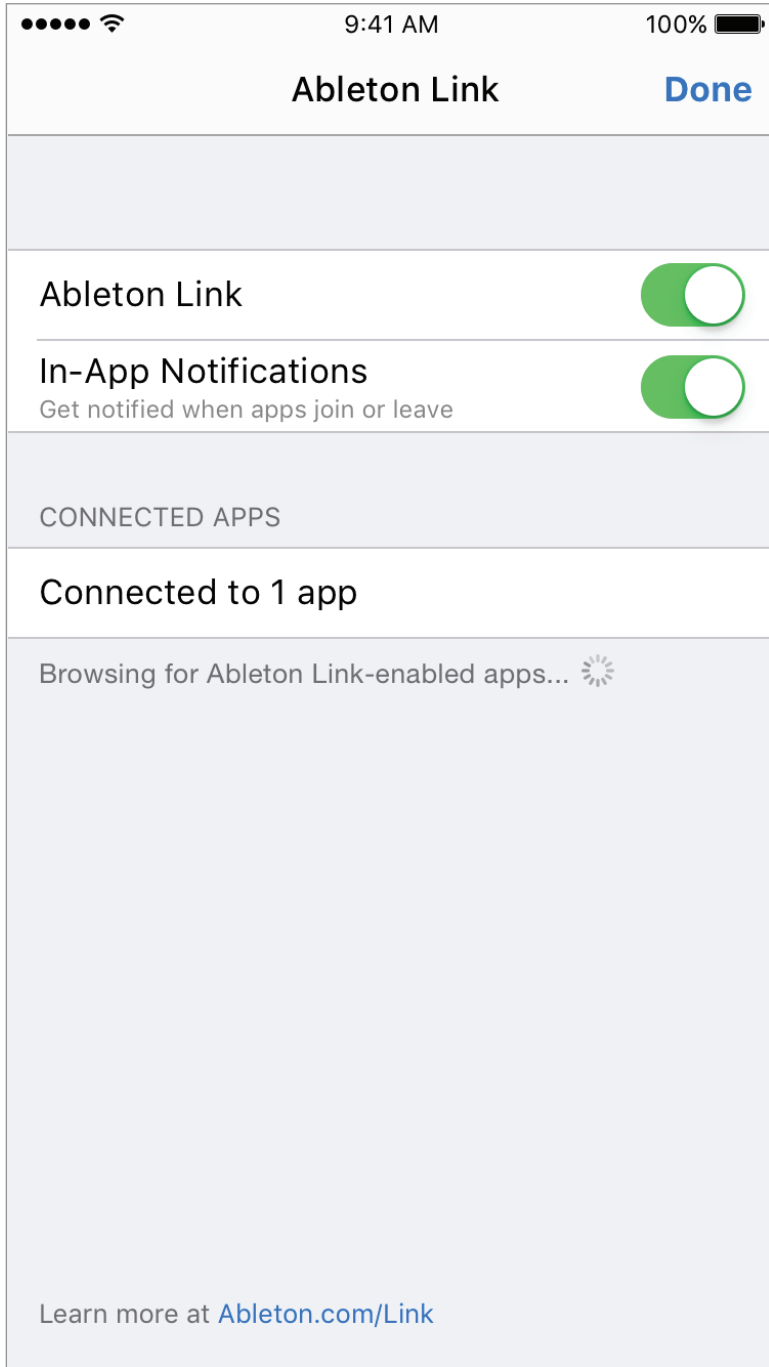 9:41 AM 100%
Ableton Link Done
Ableton Link
In-App Notifications
Get notified when apps join or leave
CONNECTED APPS
Connected to 1 app
Browsing for Ableton Link-enabled apps...
Learn more at Ableton.com/Link